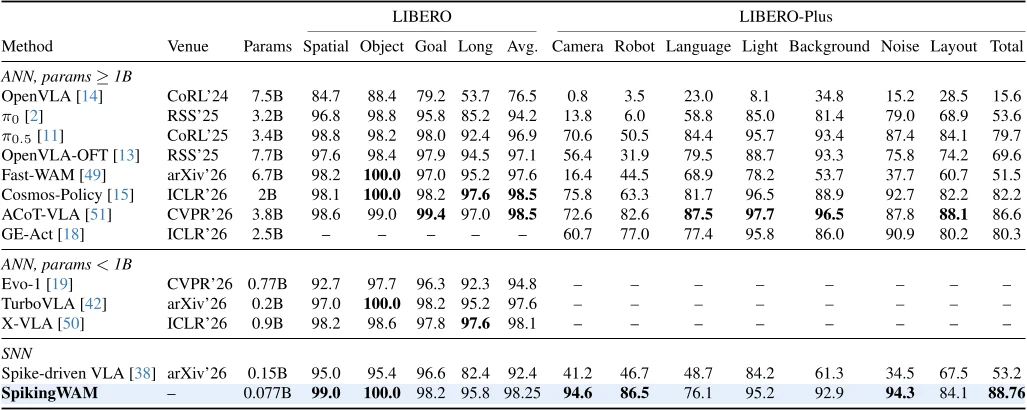 LIBERO LIBERO-Plus
Method Venue Params Spatial Object Goal Long Avg. Camera Robot Language Light Background Noise Layout Total
ANN, params ≥ 1B
OpenVLA [14] CoRL'24 7.5B 84.7 88.4 79.2 53.7 76.5 0.8 3.5 23.0 8.1 34.8 15.2 28.5 15.6
π0 [2] RSS'25 3.2B 96.8 98.8 95.8 85.2 94.2 13.8 6.0 58.8 85.0 81.4 79.0 68.9 53.6
π0.5 [11] CoRL'25 3.4B 98.8 98.2 98.0 92.4 96.9 70.6 50.5 84.4 95.7 93.4 87.4 84.1 79.7
OpenVLA-OFT [13] RSS'25 7.7B 97.6 98.4 97.9 94.5 97.1 56.4 31.9 79.5 88.7 93.3 75.8 74.2 69.6
Fast-WAM [49] arXiv'26 6.7B 98.2 100.0 97.0 95.2 97.6 16.4 44.5 68.9 78.2 53.7 37.7 60.7 51.5
Cosmos-Policy [15] ICLR'26 2B 98.1 100.0 98.2 97.6 98.5 75.8 63.3 81.7 96.5 88.9 92.7 82.2 82.2
ACoT-VLA [51] CVPR'26 3.8B 98.6 99.0 99.4 97.0 98.5 72.6 82.6 87.5 97.7 96.5 87.8 88.1 86.6
GE-Act [18] ICLR'26 2.5B – – – – – 60.7 77.0 77.4 95.8 86.0 90.9 80.2 80.3
ANN, params < 1B
Evo-1 [19] CVPR'26 0.77B 92.7 97.7 96.3 92.3 94.8 – – – – – – – –
TurboVLA [42] arXiv'26 0.2B 97.0 100.0 98.2 95.2 97.6 – – – – – – – –
X-VLA [50] ICLR'26 0.9B 98.2 98.6 97.8 97.6 98.1 – – – – – – – –
SNN
Spike-driven VLA [38] arXiv'26 0.15B 95.0 95.4 96.6 82.4 92.4 41.2 46.7 48.7 84.2 61.3 34.5 67.5 53.2
SpikingWAM – 0.077B 99.0 100.0 98.2 95.8 98.25 94.6 86.5 76.1 95.2 92.9 94.3 84.1 88.76